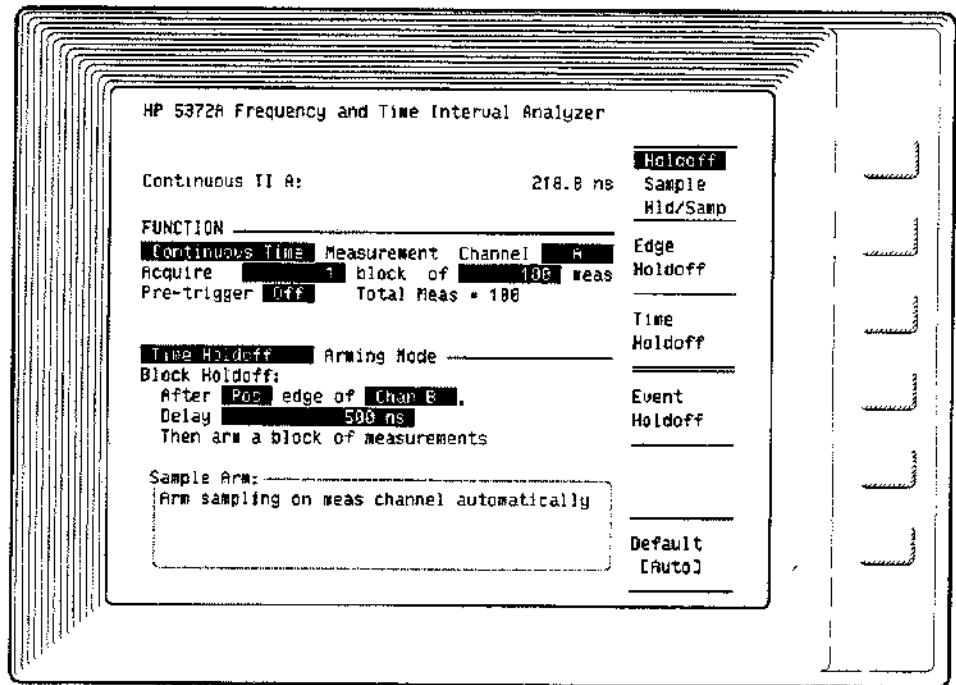 HP 5372A Frequency and Time Interval Analyzer
Continuous TI A: 218.8 ns
FUNCTION
Continuous Time Measurement Channel A
Acquire 1 block of 100 meas
Pre-trigger Off Total Meas = 100
Time Holdoff Arming Mode
Block Holdoff:
After Pos edge of Chan B .
Delay 500 ns
Then arm a block of measurements
Sample Arm:
Arm sampling on meas channel automatically
Holdoff
Sample
Hld/Samp
Edge
Holdoff
Time
Holdoff
Event
Holdoff
Default
[Auto]